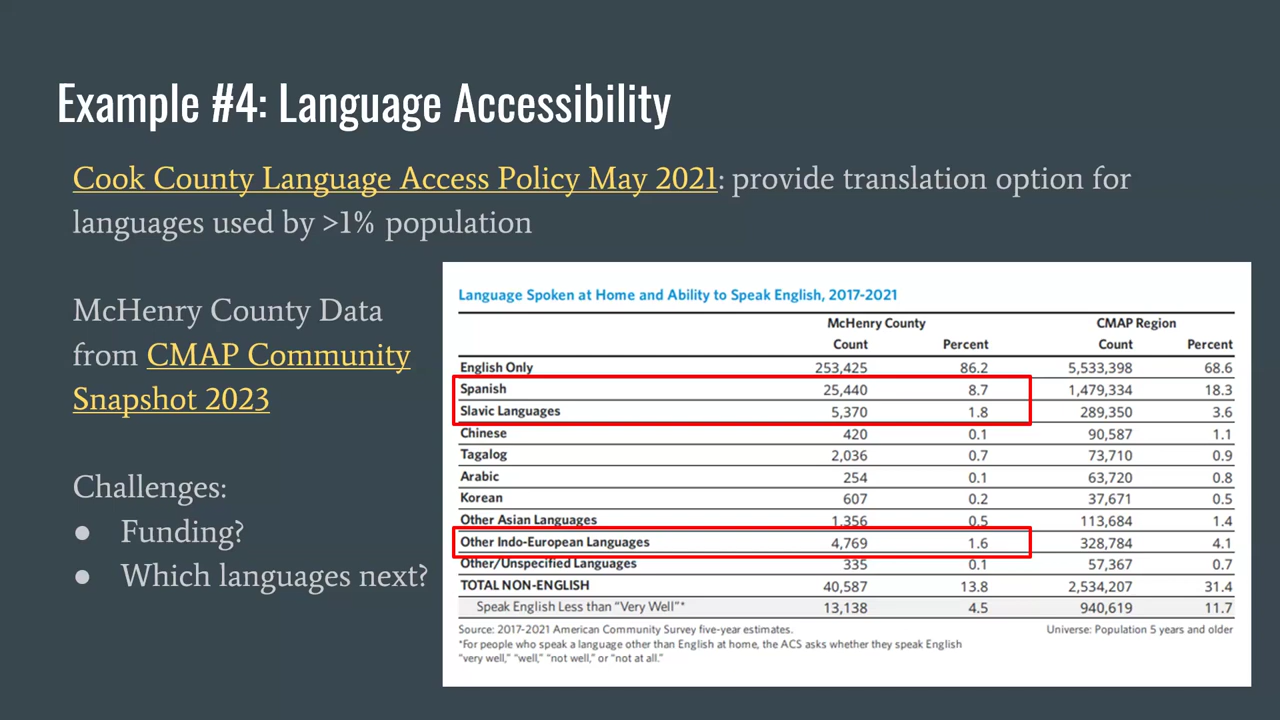 Example #4: Language Accessibility
Cook County Language Access Policy May 2021: provide translation option for
languages used by >1% population
McHenry County Data
from CMAP Community
Snapshot 2023
Challenges:
● Funding?
● Which languages next?
Language Spoken at Home and Ability to Speak English, 2017-2021
McHenry County CMAP Region
Count Percent Count Percent
English Only 253,425 86.2 5,533,398 68.6
Spanish 25,440 8.7 1,479,334 18.3
Slavic Languages 5,370 1.8 289,350 3.6
Chinese 420 0.1 90,587 1.1
Tagalog 2,036 0.7 73,710 0.9
Arabic 254 0.1 63,720 0.8
Korean 607 0.2 37,671 0.5
Other Asian Languages 1,356 0.5 113,684 1.4
Other Indo-European Languages 4,769 1.6 328,784 4.1
Other/Unspecified Languages 335 0.1 57,367 0.7
TOTAL NON-ENGLISH 40,587 13.8 2,534,207 31.4
Speak English Less than “Very Well”* 13,138 4.5 940,619 11.7
Source: 2017-2021 American Community Survey five-year estimates. Universe: Population 5 years and older
*For people who speak a language other than English at home, the ACS asks whether they speak English
“very well,” “well,” “not well,” or “not at all.”